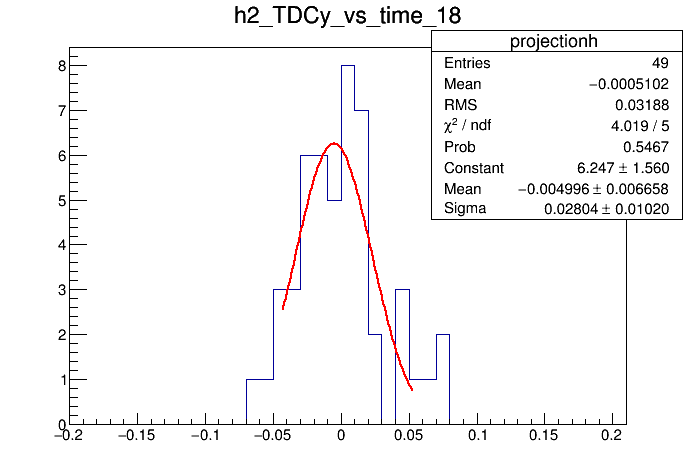 h2_TDCy_vs_time_18
projectionh
Entries 49
Mean −0.0005102
RMS 0.03188
χ² / ndf 4.019 / 5
Prob 0.5467
Constant 6.247 ± 1.560
Mean −0.004996 ± 0.006658
Sigma 0.02804 ± 0.01020
8
7
6
5
4
3
2
1
0
−0.2 −0.15 −0.1 −0.05 0 0.05 0.1 0.15 0.2